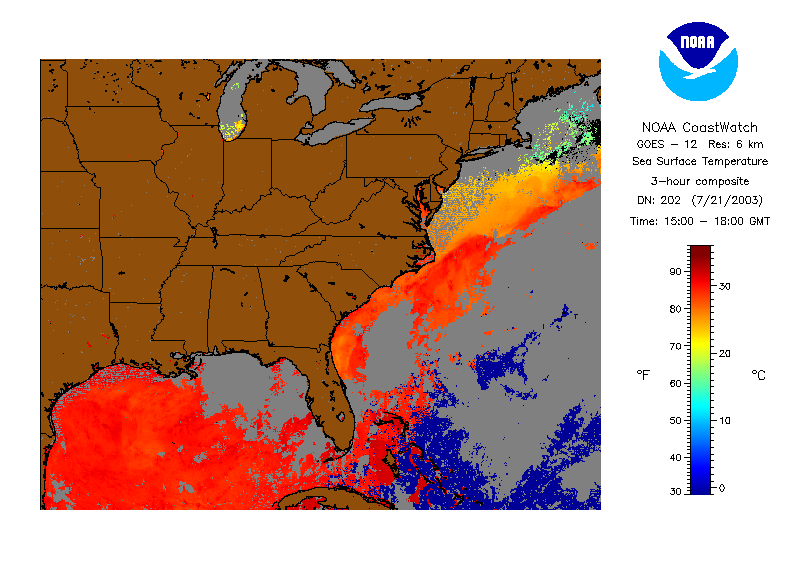 NOAA
NOAA CoastWatch
GOES - 12 Res: 6 km
Sea Surface Temperature
3-hour composite
DN: 202 (7/21/2003)
Time: 15:00 - 18:00 GMT
90
30
80
70
20
°F
°C
60
50
10
40
30
0